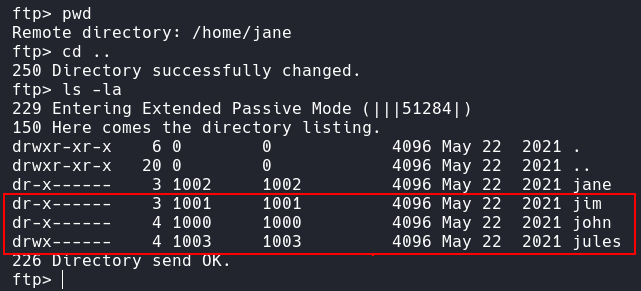 ftp> pwd
Remote directory: /home/jane
ftp> cd ..
250 Directory successfully changed.
ftp> ls -la
229 Entering Extended Passive Mode (|||51284|)
150 Here comes the directory listing.
drwxr-xr-x    6 0        0            4096 May 22  2021 .
drwxr-xr-x   20 0        0            4096 May 22  2021 ..
dr-x------    3 1002     1002         4096 May 22  2021 jane
dr-x------    3 1001     1001         4096 May 22  2021 jim
dr-x------    4 1000     1000         4096 May 22  2021 john
drwx------    4 1003     1003         4096 May 22  2021 jules
226 Directory send OK.
ftp>